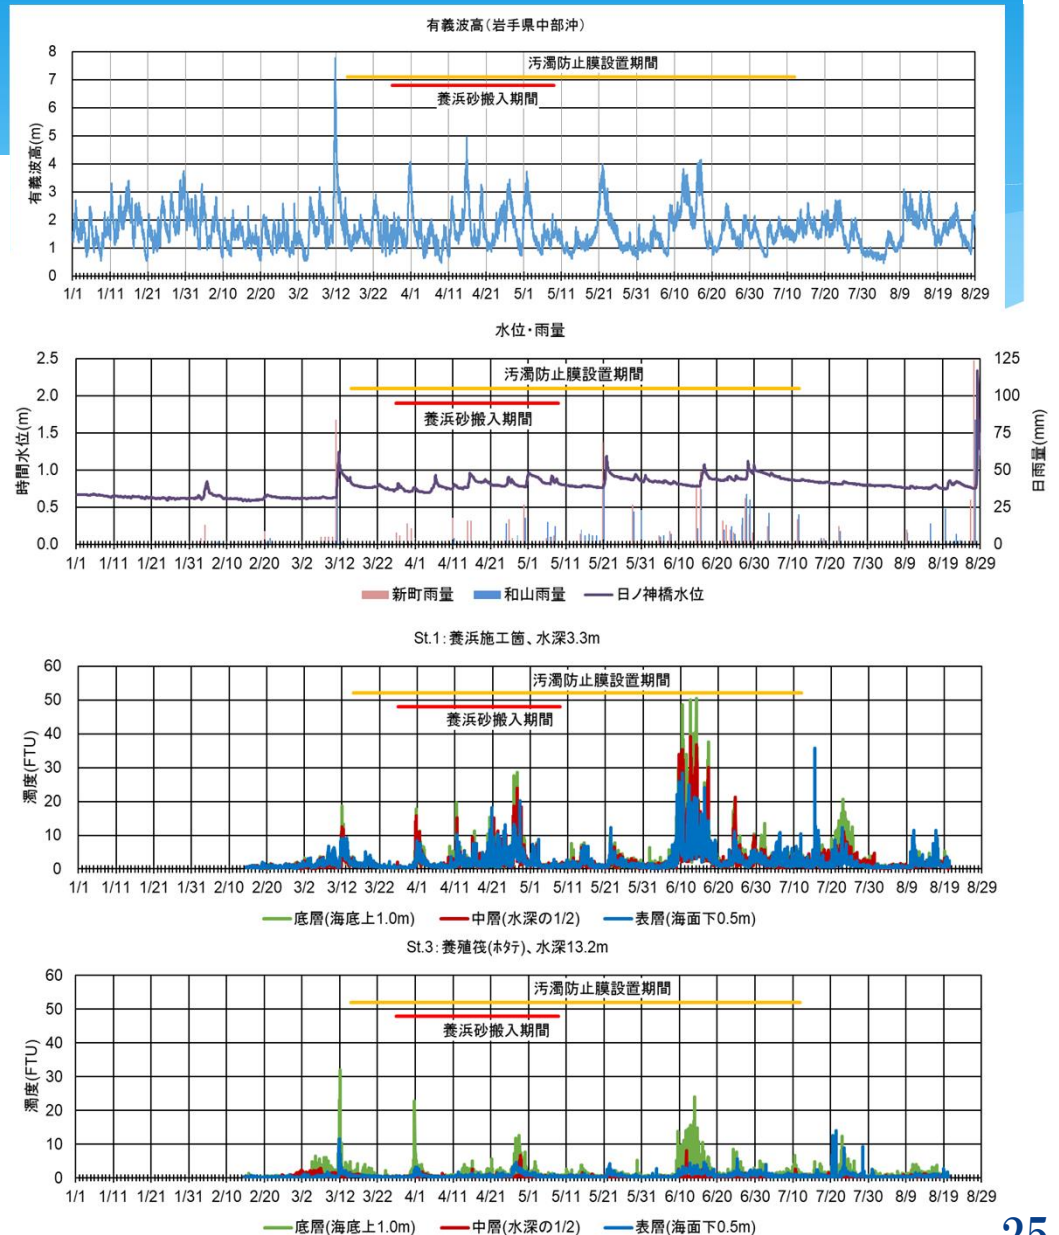 有義波高(岩手県中部沖)
有義波高(m)
8
7
6
5
4
3
2
1
0
汚濁防止膜設置期間
養浜砂搬入期間
1/1 1/11 1/21 1/31 2/10 2/20 3/2 3/12 3/22 4/1 4/11 4/21 5/1 5/11 5/21 5/31 6/10 6/20 6/30 7/10 7/20 7/30 8/9 8/19 8/29
水位・雨量
時間水位(m)
2.5
2.0
1.5
1.0
0.5
0.0
汚濁防止膜設置期間
養浜砂搬入期間
125
100
75
50
25
0
日雨量(mm)
1/1 1/11 1/21 1/31 2/10 2/20 3/2 3/12 3/22 4/1 4/11 4/21 5/1 5/11 5/21 5/31 6/10 6/20 6/30 7/10 7/20 7/30 8/9 8/19 8/29
新町雨量 和山雨量 日ノ神橋水位
St.1:養浜施工箇、水深3.3m
濁度(FTU)
60
50
40
30
20
10
0
汚濁防止膜設置期間
養浜砂搬入期間
1/1 1/11 1/21 1/31 2/10 2/20 3/2 3/12 3/22 4/1 4/11 4/21 5/1 5/11 5/21 5/31 6/10 6/20 6/30 7/10 7/20 7/30 8/9 8/19 8/29
底層(海底上1.0m) 中層(水深の1/2) 表層(海面下0.5m)
St.3:養殖筏(ホタテ)、水深13.2m
濁度(FTU)
60
50
40
30
20
10
0
汚濁防止膜設置期間
養浜砂搬入期間
1/1 1/11 1/21 1/31 2/10 2/20 3/2 3/12 3/22 4/1 4/11 4/21 5/1 5/11 5/21 5/31 6/10 6/20 6/30 7/10 7/20 7/30 8/9 8/19 8/29
底層(海底上1.0m) 中層(水深の1/2) 表層(海面下0.5m)
25